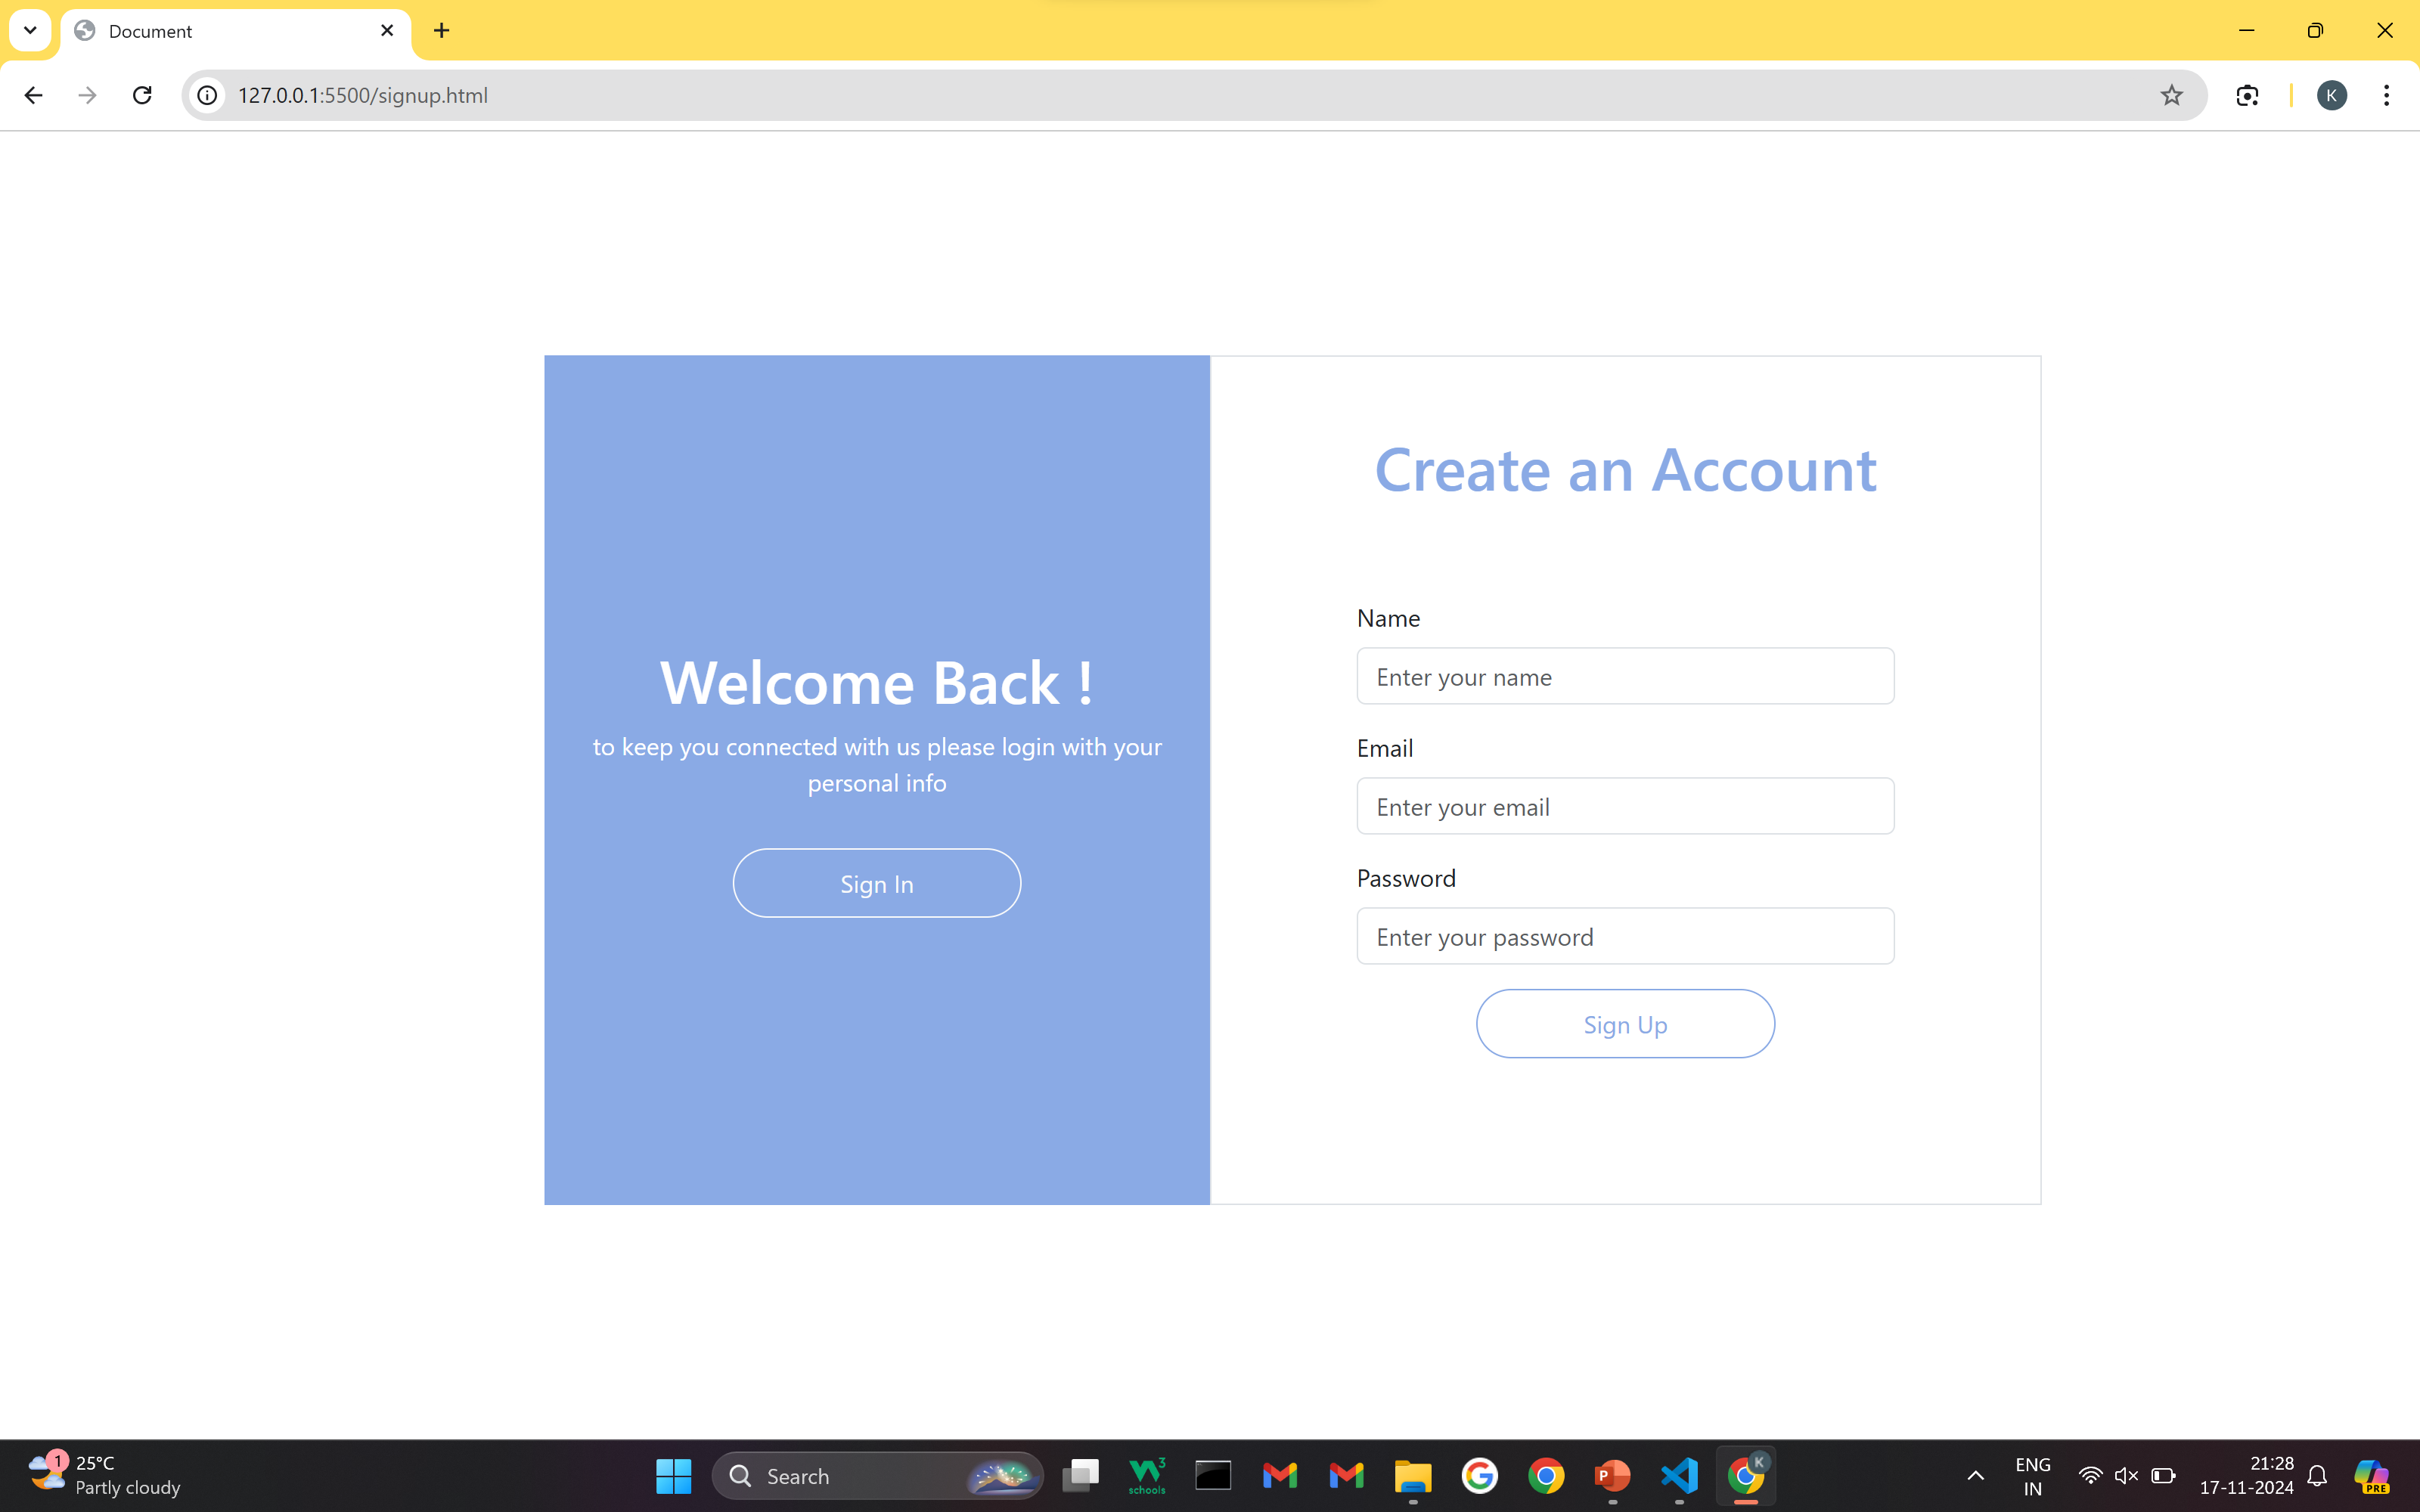 Document
127.0.0.1:5500/signup.html
K
Welcome Back !
to keep you connected with us please login with your
personal info
Sign In
Create an Account
Name
Enter your name
Email
Enter your email
Password
Enter your password
Sign Up
1
25°C
Partly cloudy
Search
W3
schools
P
K
ENG
IN
21:28
17-11-2024
PRE